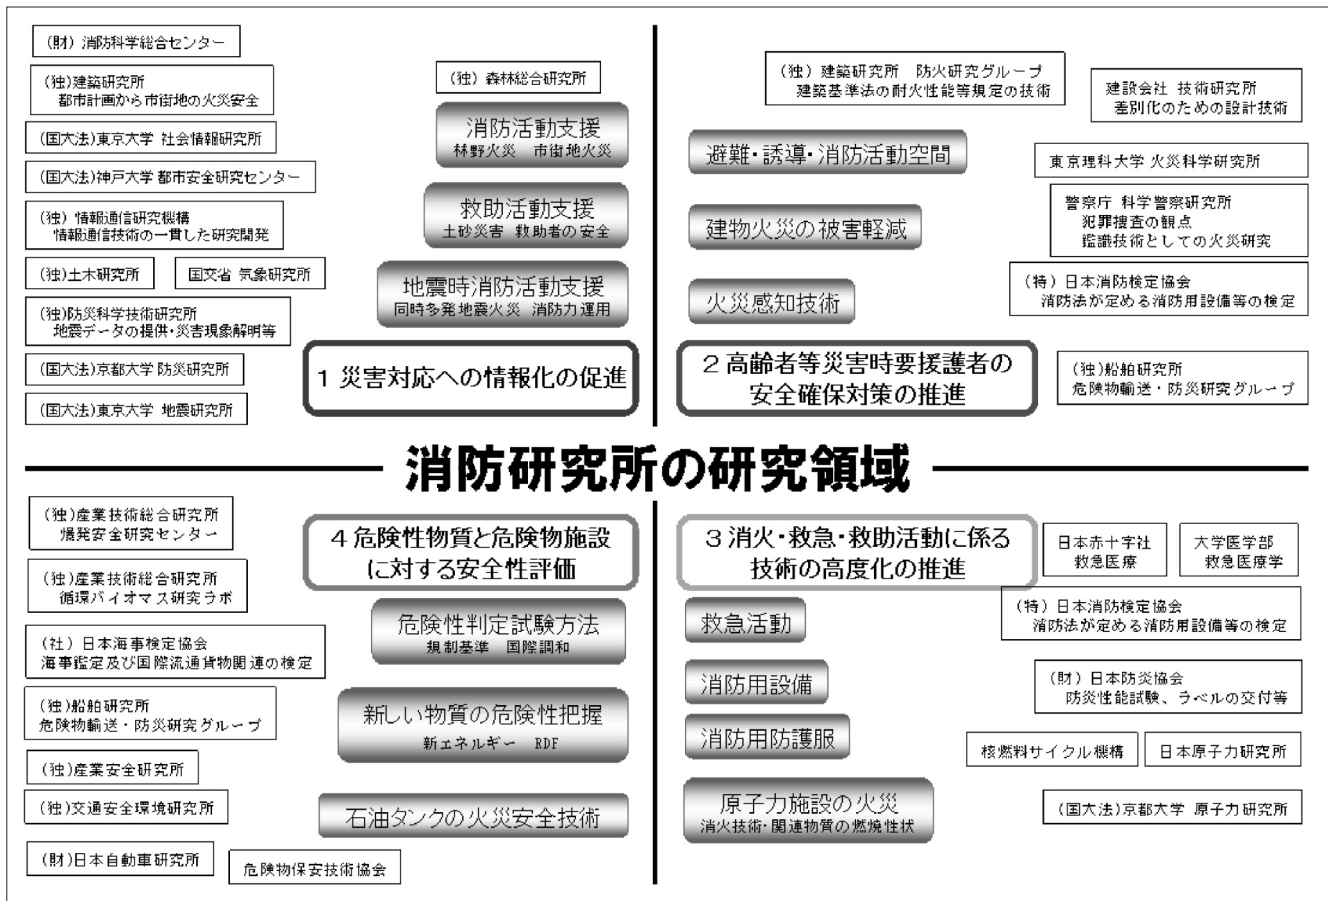 (財) 消防科学総合センター
(独)建築研究所
都市計画から市街地の火災安全
(国大法)東京大学 社会情報研究所
(国大法)神戸大学 都市安全研究センター
(独) 情報通信研究機構
情報通信技術の一貫した研究開発
(独)土木研究所
国交省 気象研究所
(独)防災科学技術研究所
地震データの提供・災害現象解明等
(国大法)京都大学 防災研究所
(国大法)東京大学 地震研究所
(独) 森林総合研究所
消防活動支援
林野火災 市街地火災
救助活動支援
土砂災害 救助者の安全
地震時消防活動支援
同時多発地震火災 消防力運用
1 災害対応への情報化の促進
(独) 建築研究所 防火研究グループ
建築基準法の耐火性能等規定の技術
建設会社 技術研究所
差別化のための設計技術
避難・誘導・消防活動空間
東京理科大学 火災科学研究所
建物火災の被害軽減
警察庁 科学警察研究所
犯罪捜査の観点
鑑識技術としての火災研究
火災感知技術
(特) 日本消防検定協会
消防法が定める消防用設備等の検定
2 高齢者等災害時要援護者の
安全確保対策の推進
(独)船舶研究所
危険物輸送・防災研究グループ
消防研究所の研究領域
(独)産業技術総合研究所
爆発安全研究センター
(独)産業技術総合研究所
循環バイオマス研究ラボ
(社) 日本海事検定協会
海事鑑定及び国際流通貨物関連の検定
(独)船舶研究所
危険物輸送・防災研究グループ
(独)産業安全研究所
(独)交通安全環境研究所
(財)日本自動車研究所
危険物保安技術協会
4 危険性物質と危険物施設
に対する安全性評価
危険性判定試験方法
規制基準 国際調和
新しい物質の危険性把握
新エネルギー RDF
石油タンクの火災安全技術
3 消火・救急・救助活動に係る
技術の高度化の推進
日本赤十字社
救急医療
大学医学部
救急医療学
救急活動
(特) 日本消防検定協会
消防法が定める消防用設備等の検定
消防用設備
(財) 日本防炎協会
防炎性能試験、ラベルの交付等
消防用防護服
核燃料サイクル機構
日本原子力研究所
原子力施設の火災
消火技術・関連物質の燃焼性状
(国大法)京都大学 原子力研究所